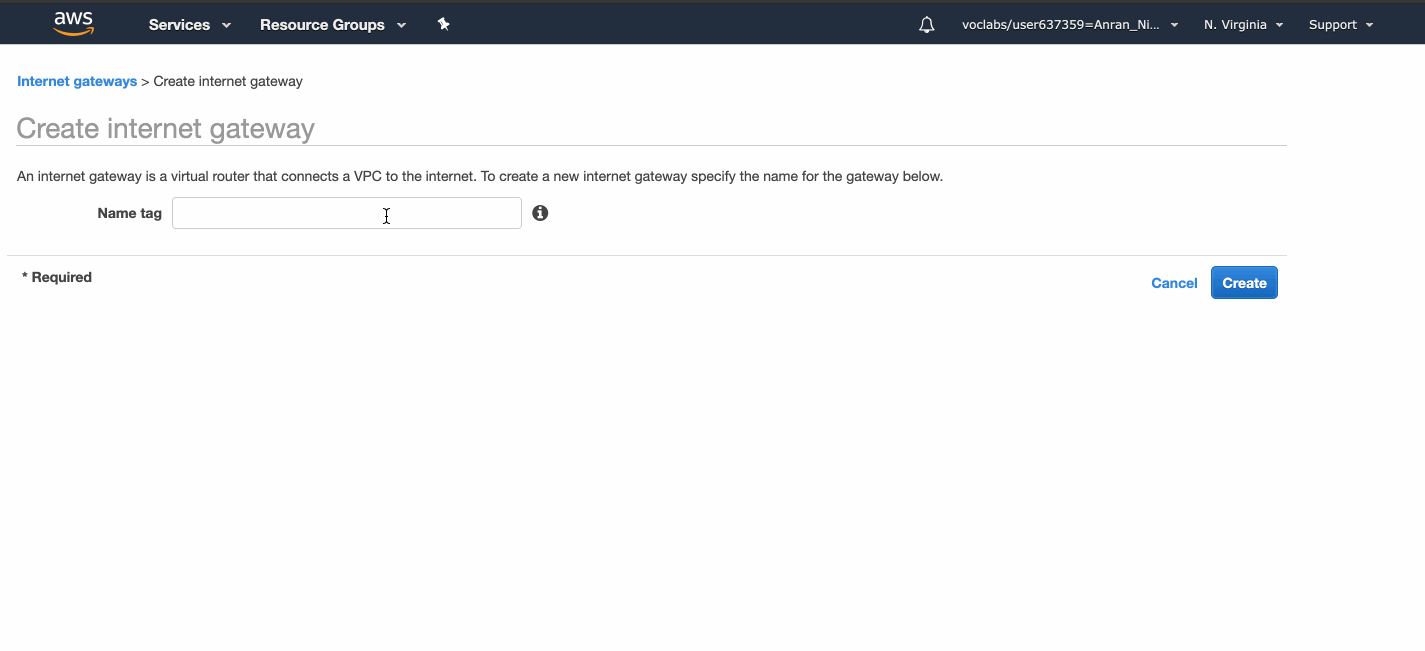 aws Services Resource Groups voclabs/user637359=Anran_Ni... N. Virginia Support
Internet gateways > Create internet gateway
Create internet gateway
An internet gateway is a virtual router that connects a VPC to the internet. To create a new internet gateway specify the name for the gateway below.
Name tag
* Required
Cancel Create